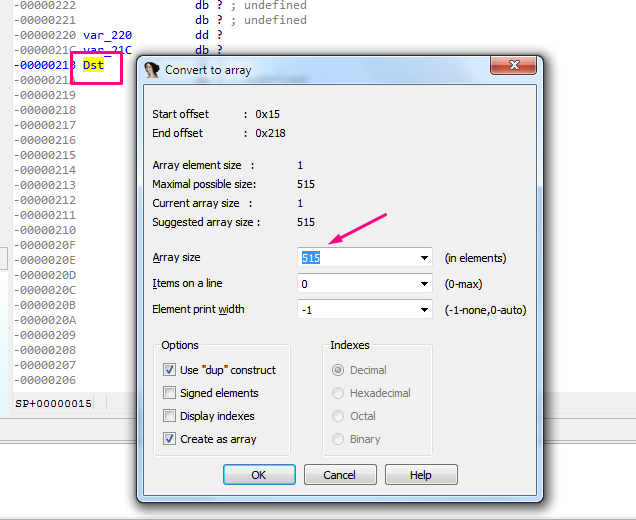 -00000222 db ? ; undefined
-00000221 db ? ; undefined
-00000220 var_220 dd ?
-0000021C var_21C db ?
Dst
-00000219
-00000218
-00000217
-00000216
-00000215
-00000214
-00000213
-00000212
-00000211
-00000210
-0000020F
-0000020E
-0000020D
-0000020C
-0000020B
-0000020A
-00000209
-00000208
-00000207
-00000206
SP+00000015
Convert to array
Start offset : 0x15
End offset : 0x218
Array element size : 1
Maximal possible size: 515
Current array size : 1
Suggested array size : 515
Array size 515 (in elements)
Items on a line 0 (0-max)
Element print width -1 (-1-none,0-auto)
Options
Use "dup" construct
Signed elements
Display indexes
Create as array
Indexes
Decimal
Hexadecimal
Octal
Binary
OK Cancel Help